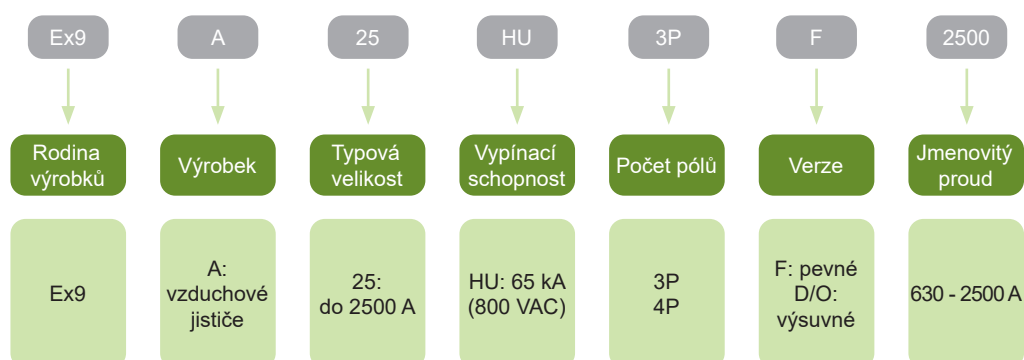 Ex9 A 25 HU 3P F 2500
Rodina
výrobků
Výrobek
Typová
velikost
Vypínací
schopnost
Počet pólů
Verze
Jmenovitý
proud
Ex9
A:
vzduchové
jističe
25:
do 2500 A
HU: 65 kA
(800 VAC)
3P
4P
F: pevné
D/O:
výsuvné
630 - 2500 A